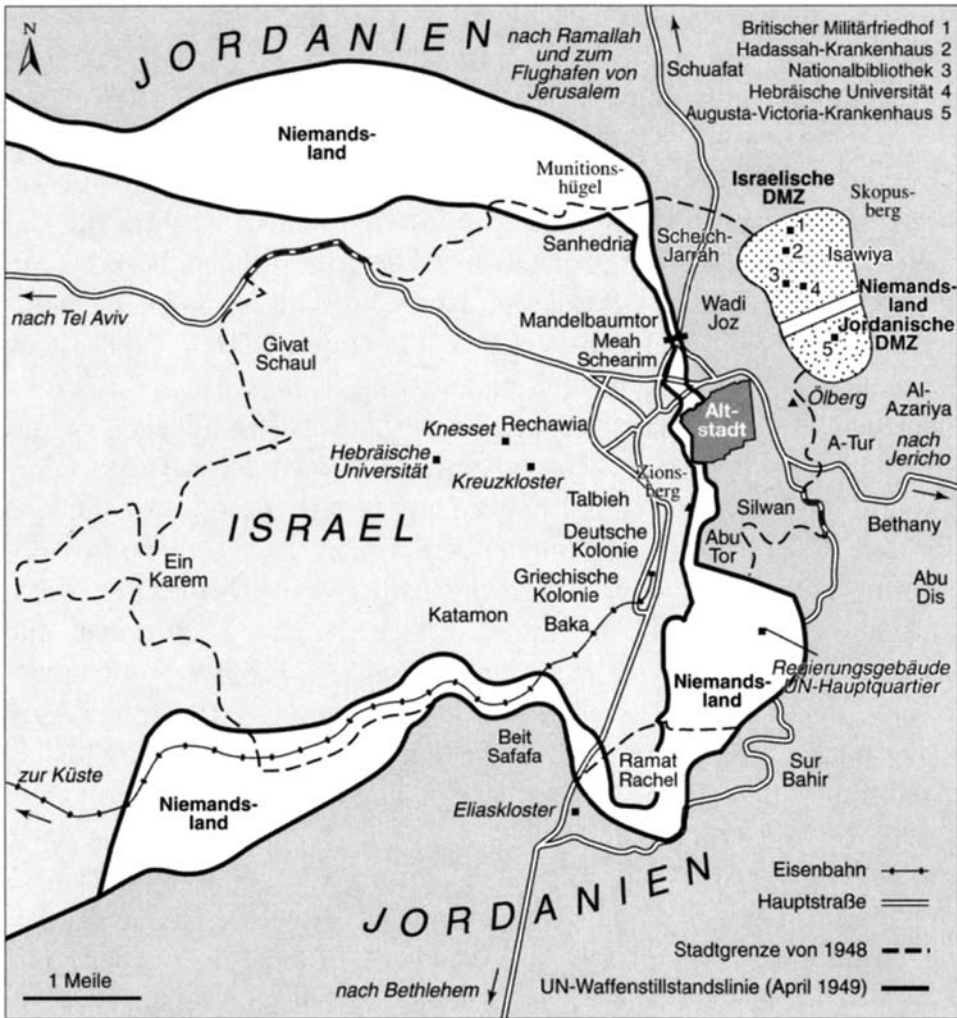 N
JORDANIEN
nach Ramallah
und zum
Flughafen von
Jerusalem
Schuafat
Britischer Militärfriedhof 1
Hadassah-Krankenhaus 2
Nationalbibliothek 3
Hebräische Universität 4
Augusta-Victoria-Krankenhaus 5
Niemands-
land
Munitions-
hügel
Israelische
DMZ
Skopus-
berg
Sanhedria
Scheich-
Jarrah
1
2
3
4
Isawiya
nach Tel Aviv
Givat
Schaul
Mandelbaumtor
Meah
Schearim
Wadi
Joz
Niemands-
land
Jordanische
DMZ
5
Ölberg
Al-
Azariya
Alt-
stadt
Knesset
Rechawia
Hebräische
Universität
Kreuzkloster
A-Tur
nach
Jericho
Zions-
berg
Talbieh
Silwan
Bethany
ISRAEL
Deutsche
Kolonie
Abu
Tor
Ein
Karem
Griechische
Kolonie
Abu
Dis
Katamon
Baka
Regierungsgebäude
UN-Hauptquartier
Niemands-
land
Beit
Safafa
Ramat
Rachel
Sur
Bahir
zur Küste
Niemands-
land
Eliaskloster
JORDANIEN
Eisenbahn
Hauptstraße
Stadtgrenze von 1948
UN-Waffenstillstandslinie (April 1949)
1 Meile
nach Bethlehem